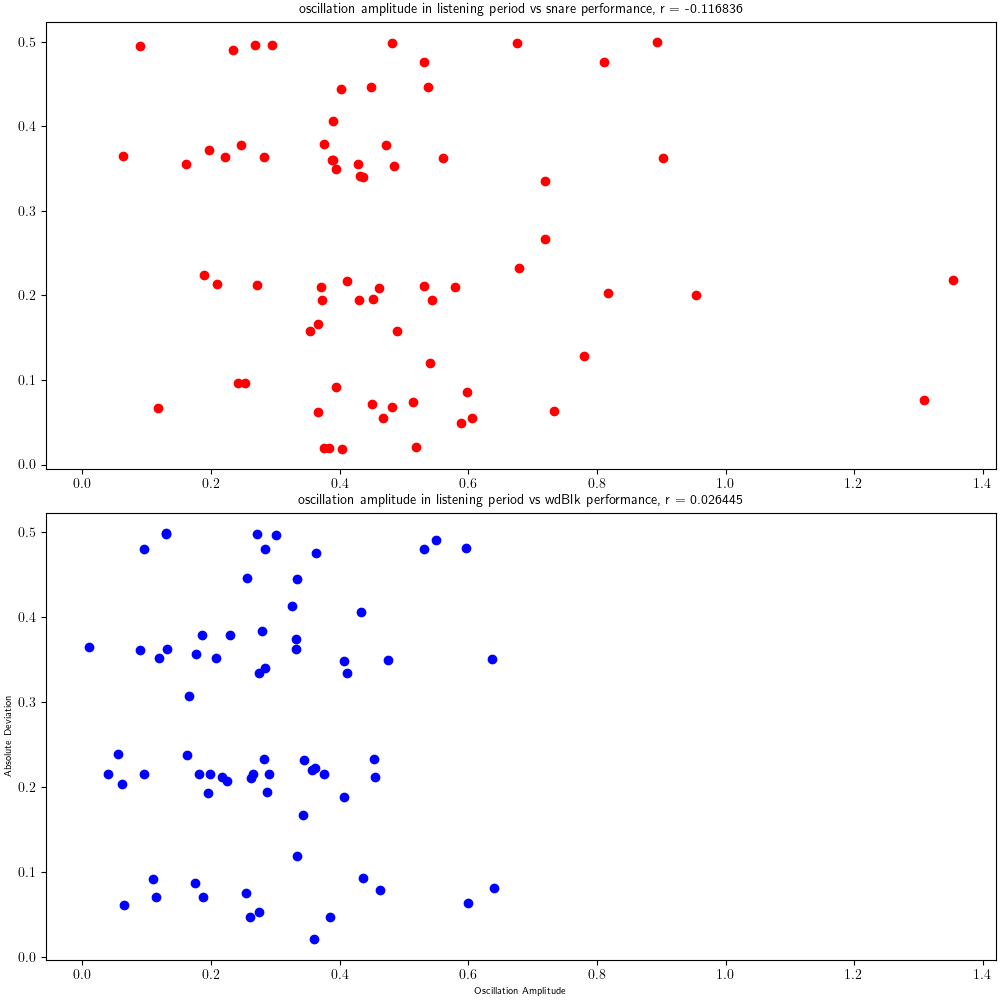 oscillation amplitude in listening period vs snare performance, r = -0.116836
0.5
0.4
0.3
0.2
0.1
0.0
0.0 0.2 0.4 0.6 0.8 1.0 1.2 1.4
oscillation amplitude in listening period vs wdBlk performance, r = 0.026445
0.5
0.4
0.3
0.2
0.1
0.0
Absolute Deviation
0.0 0.2 0.4 0.6 0.8 1.0 1.2 1.4
Oscillation Amplitude